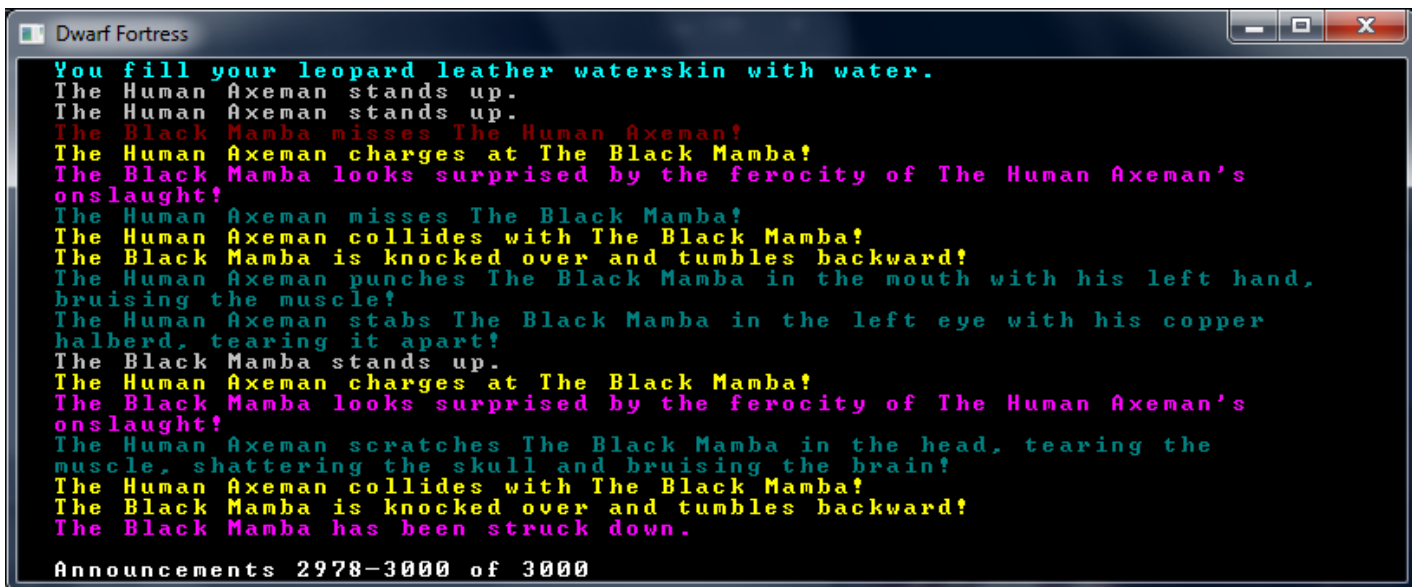 Dwarf Fortress
You fill your leopard leather waterskin with water.
The Human Axeman stands up.
The Human Axeman stands up.
The Black Mamba misses The Human Axeman!
The Human Axeman charges at The Black Mamba!
The Black Mamba looks surprised by the ferocity of The Human Axeman's
onslaught!
The Human Axeman misses The Black Mamba!
The Human Axeman collides with The Black Mamba!
The Black Mamba is knocked over and tumbles backward!
The Human Axeman punches The Black Mamba in the mouth with his left hand,
bruising the muscle!
The Human Axeman stabs The Black Mamba in the left eye with his copper
halberd, tearing it apart!
The Black Mamba stands up.
The Human Axeman charges at The Black Mamba!
The Black Mamba looks surprised by the ferocity of The Human Axeman's
onslaught!
The Human Axeman scratches The Black Mamba in the head, tearing the
muscle, shattering the skull and bruising the brain!
The Human Axeman collides with The Black Mamba!
The Black Mamba is knocked over and tumbles backward!
The Black Mamba has been struck down.
Announcements 2978-3000 of 3000